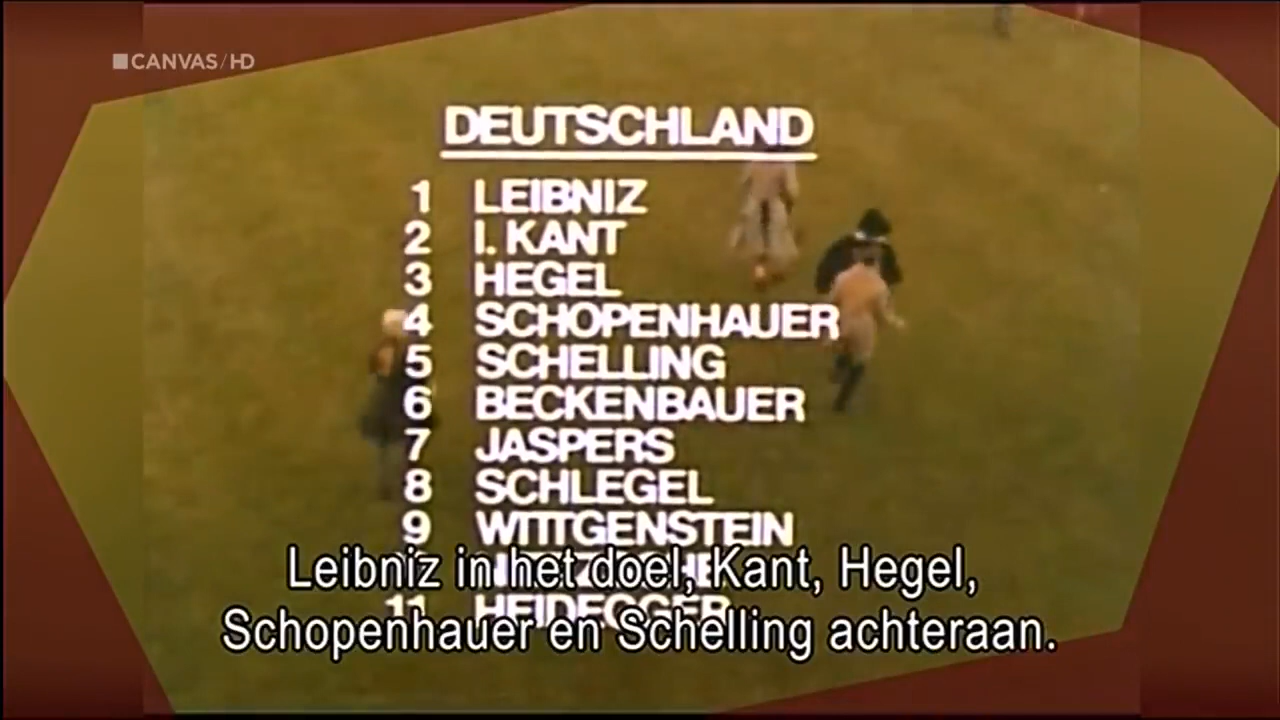 CANVAS/HD
DEUTSCHLAND
1 LEIBNIZ
2 I. KANT
3 HEGEL
4 SCHOPENHAUER
5 SCHELLING
6 BECKENBAUER
7 JASPERS
8 SCHLEGEL
9 WITTGENSTEIN
11 HEIDEGGER
Leibniz in het doel, Kant, Hegel,
Schopenhauer en Schelling achteraan.